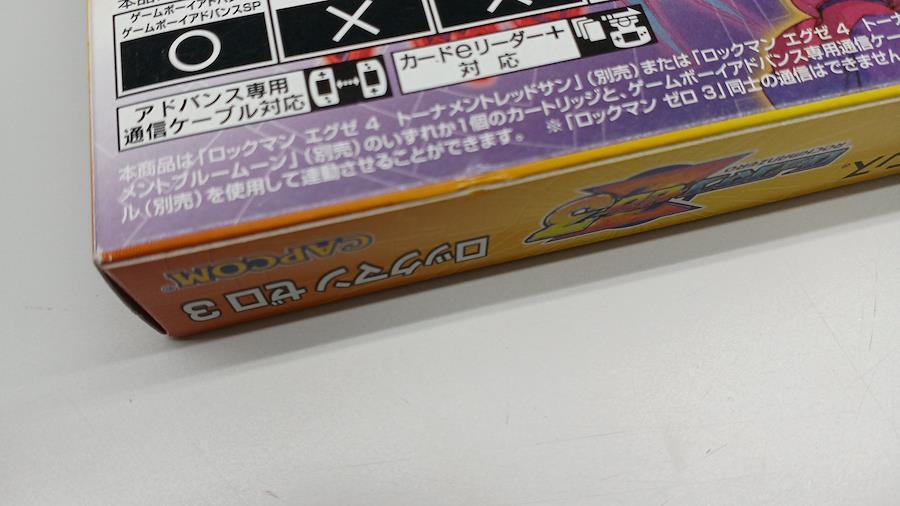 ゲームボーイアドバンス
ゲームボーイアドバンスSP
アドバンス専用
通信ケーブル対応
カードeリーダー+
対応
本商品は「ロックマン エグゼ 4 トーナメントレッドサン」(別売)または「ロックマン エグゼ 4 トーナ
メントブルームーン」(別売)のいずれか1個のカートリッジと、ゲームボーイアドバンス専用通信ケーブ
ル(別売)を使用して連動させることができます。 ※「ロックマン ゼロ 3」同士の通信はできません
CAPCOM
ロックマン ゼロ 3